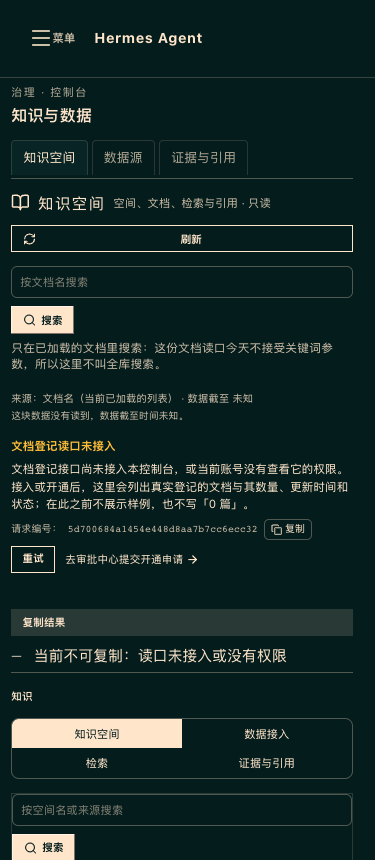 菜单 Hermes Agent
治理 · 控制台
知识与数据
知识空间 数据源 证据与引用
知识空间 空间、文档、检索与引用 · 只读
刷新
按文档名搜索
搜索
只在已加载的文档里搜索：这份文档读口今天不接受关键词参
数，所以这里不叫全库搜索。
来源：文档名（当前已加载的列表） · 数据截至 未知
这块数据没有读到，数据截至时间未知。
文档登记读口未接入
文档登记接口尚未接入本控制台，或当前账号没有查看它的权限。
接入或开通后，这里会列出真实登记的文档与其数量、更新时间和
状态；在此之前不展示样例，也不写「0 篇」。
请求编号： 5d700684a1454e448d8aa7b7cc6ecc32 复制
重试 去审批中心提交开通申请 →
复制结果
— 当前不可复制：读口未接入或没有权限
知识
知识空间 数据接入
检索 证据与引用
按空间名或来源搜索
搜索